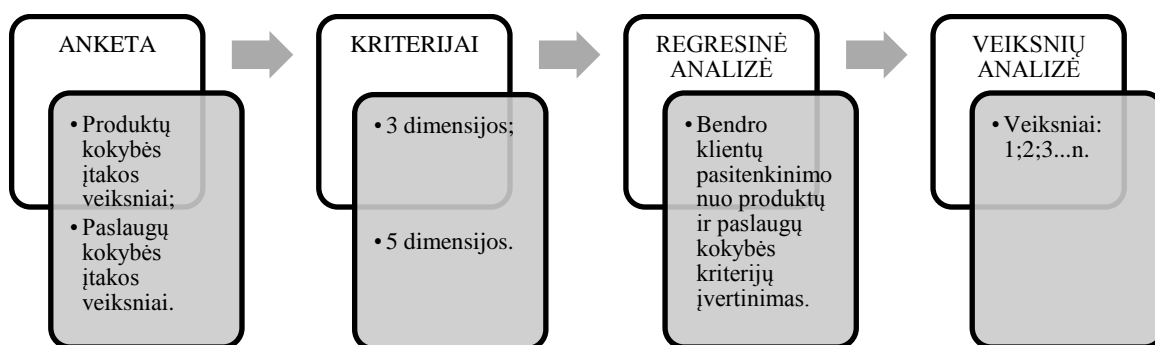 ANKETA
• Produktų
kokybės
įtakos
veiksniai;
• Paslaugų
kokybės
įtakos
veiksniai.
KRITERIJAI
• 3 dimensijos;
• 5 dimensijos.
REGRESINĖ
ANALIZĖ
• Bendro
klientų
pasitenkinimo
nuo produktų
ir paslaugų
kokybės
kriterijų
įvertinimas.
VEIKSNIŲ
ANALIZĖ
• Veiksniai:
1;2;3...n.